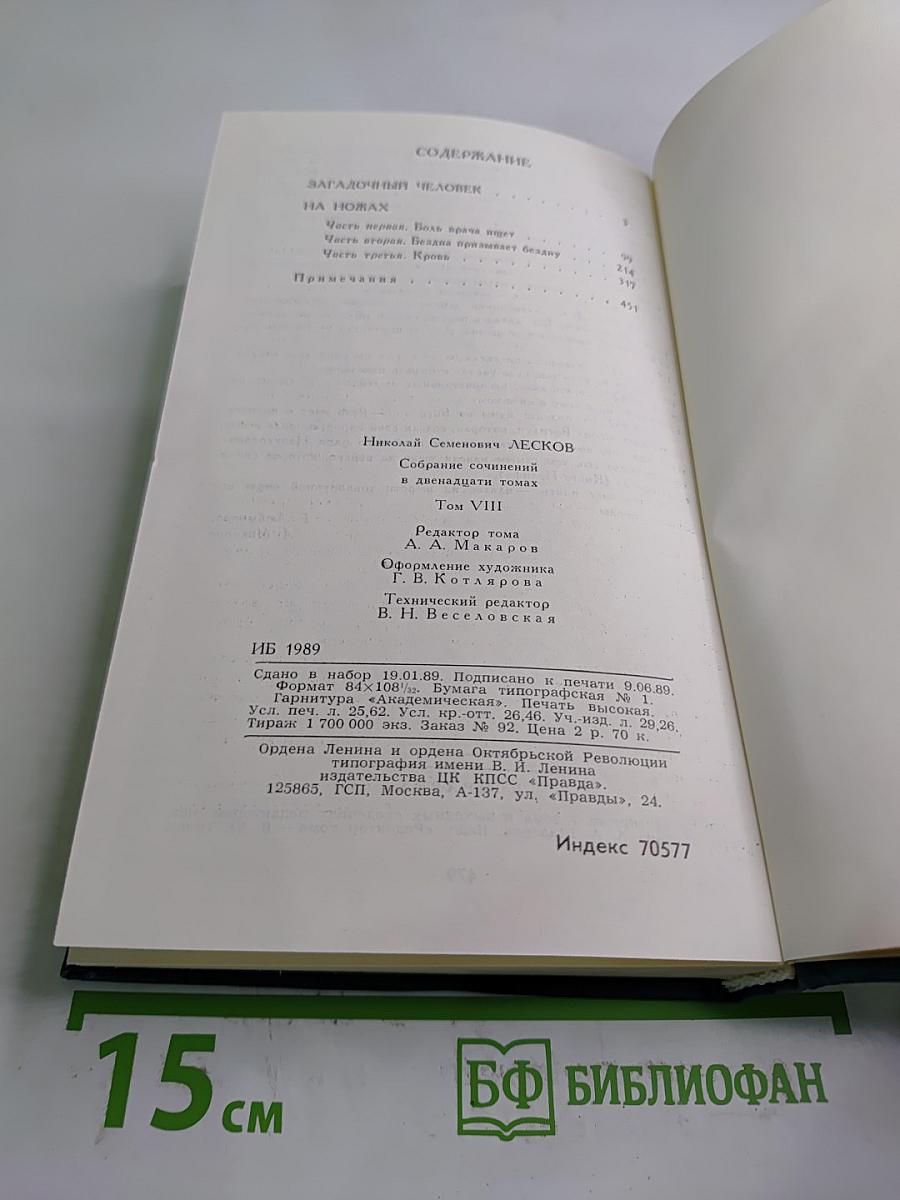 СОДЕРЖАНИЕ
ЗАГАДОЧНЫЙ ЧЕЛОВЕК . . . . . . . . 3
НА НОЖАХ
Часть первая. Боль врача ищет . . . . . . 99
Часть вторая. Бездна призывает бездну . . . 214
Часть третья. Кровь . . . . . . . . . 317
Примечания . . . . . . . . . . . . 451
Николай Семенович ЛЕСКОВ
Собрание сочинений
в двенадцати томах
Том VIII
Редактор тома
А. А. Макаров
Оформление художника
Г. В. Котлярова
Технический редактор
В. Н. Веселовская
ИБ 1989
Сдано в набор 19.01.89. Подписано к печати 9.06.89.
Формат 84×108¹/₃₂. Бумага типографская № 1.
Гарнитура «Академическая». Печать высокая.
Усл. печ. л. 25,62. Усл. кр.-отт. 26,46. Уч.-изд. л. 29,26.
Тираж 1 700 000 экз. Заказ № 92. Цена 2 р. 70 к.
Ордена Ленина и ордена Октябрьской Революции
типография имени В. И. Ленина
издательства ЦК КПСС «Правда».
125865, ГСП, Москва, А-137, ул. «Правды», 24.
Индекс 70577
15 см
БФ БИБЛИОФАН